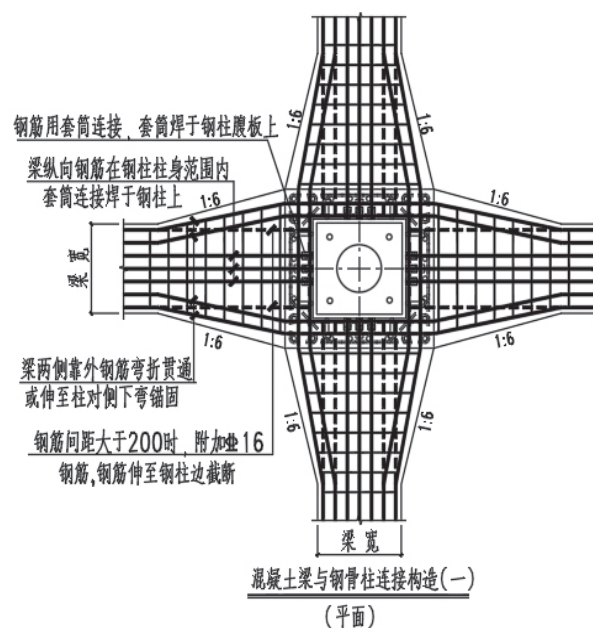 1:6
1:6
钢筋用套筒连接、套筒焊于钢柱腹板上
梁纵向钢筋在钢柱柱身范围内
套筒连接焊于钢柱上
1:6
1:6
梁宽
1:6
1:6
梁两侧靠外钢筋弯折贯通
或伸至柱对侧下弯锚固
1:6
1:6
钢筋间距大于200时、附加16
钢筋,钢筋伸至钢柱边截断
梁宽
混凝土梁与钢骨柱连接构造(一)
(平面)